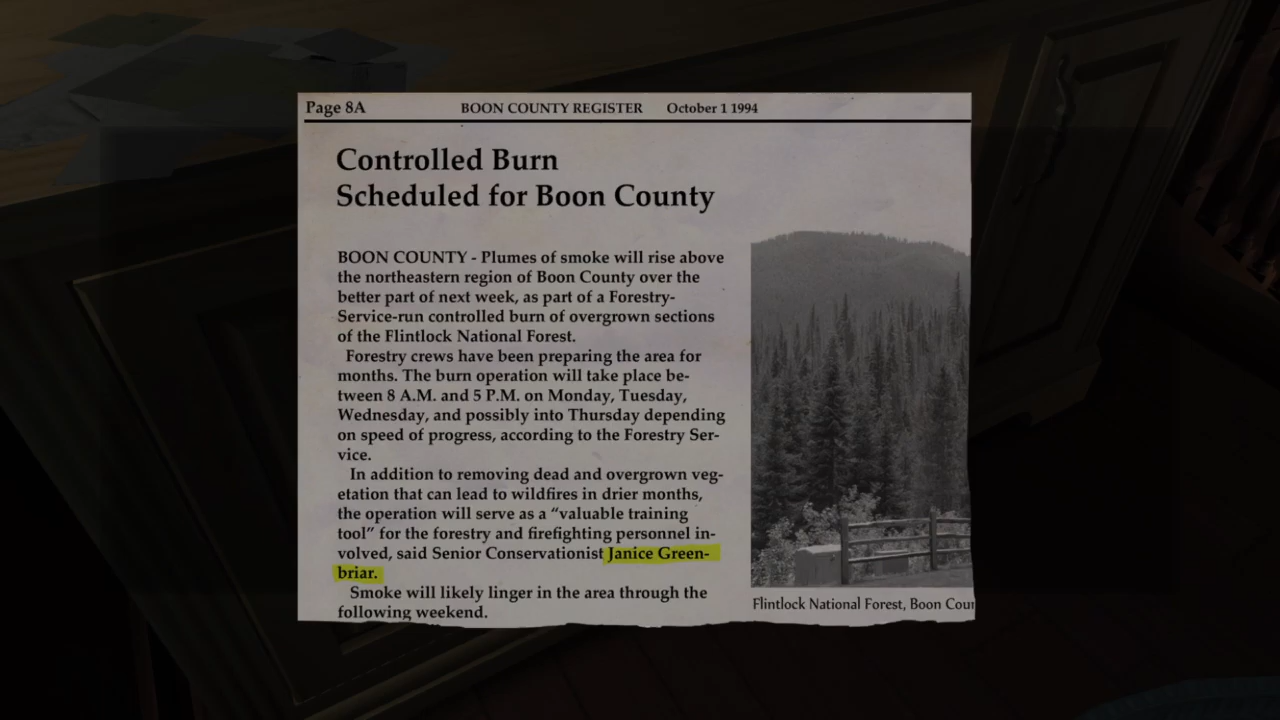 Page 8A BOON COUNTY REGISTER October 1 1994
Controlled Burn
Scheduled for Boon County
BOON COUNTY - Plumes of smoke will rise above
the northeastern region of Boon County over the
better part of next week, as part of a Forestry-
Service-run controlled burn of overgrown sections
of the Flintlock National Forest.
Forestry crews have been preparing the area for
months. The burn operation will take place be-
tween 8 A.M. and 5 P.M. on Monday, Tuesday,
Wednesday, and possibly into Thursday depending
on speed of progress, according to the Forestry Ser-
vice.
In addition to removing dead and overgrown veg-
etation that can lead to wildfires in drier months,
the operation will serve as a “valuable training
tool” for the forestry and firefighting personnel in-
volved, said Senior Conservationist Janice Green-
briar.
Smoke will likely linger in the area through the
following weekend.
Flintlock National Forest, Boon Coun